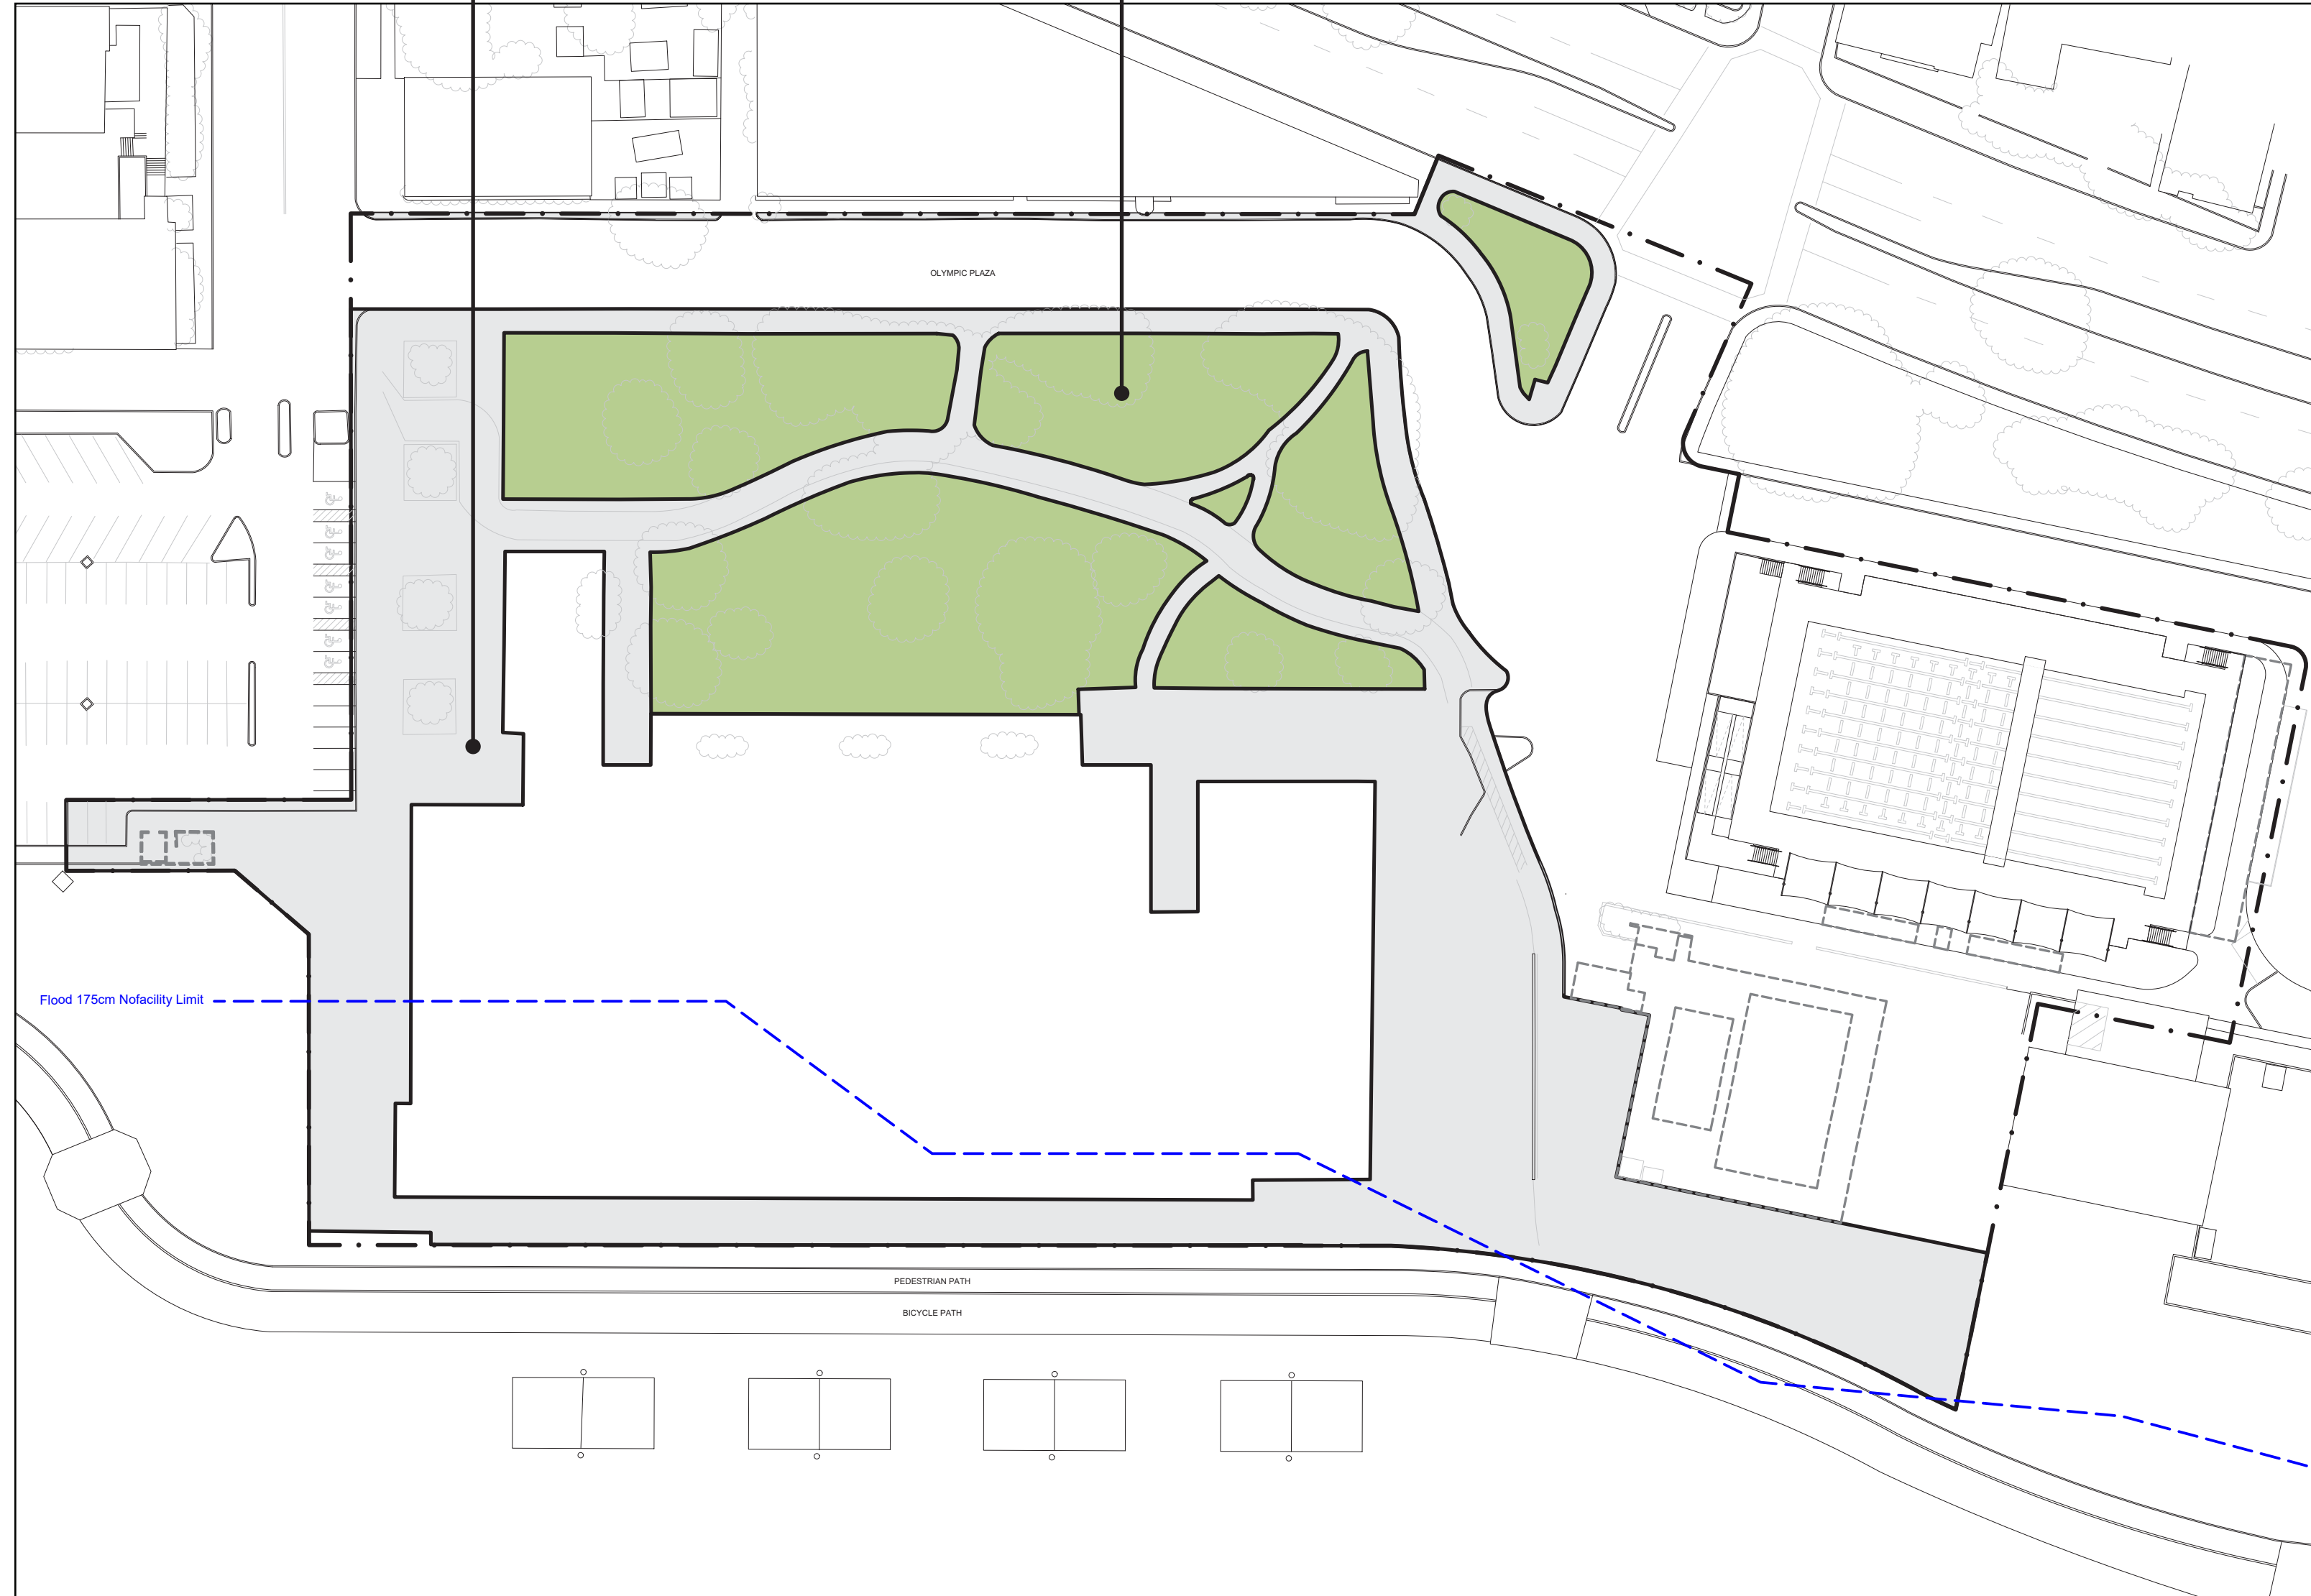 OLYMPIC PLAZA
Flood 175cm Nofacility Limit
PEDESTRIAN PATH
BICYCLE PATH